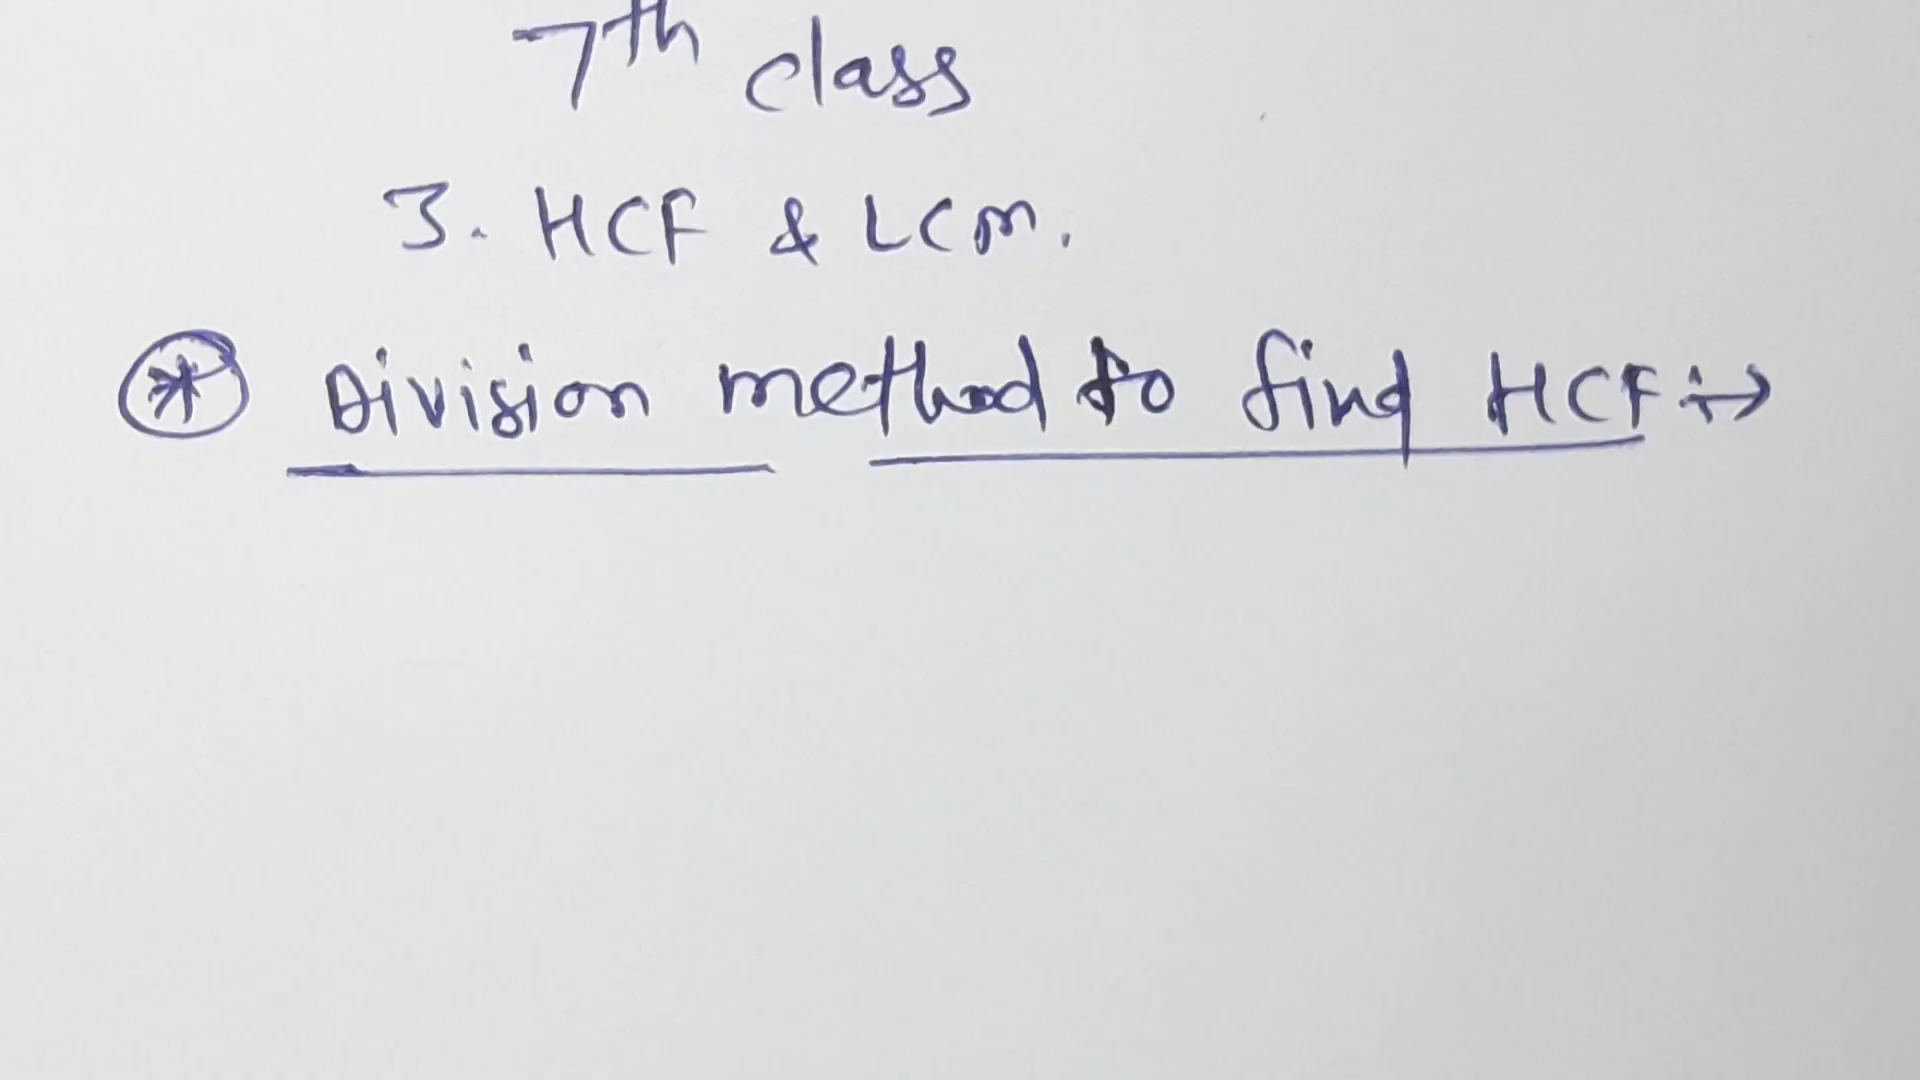 7th class
3. HCF & LCM.
* Division method to find HCF :→